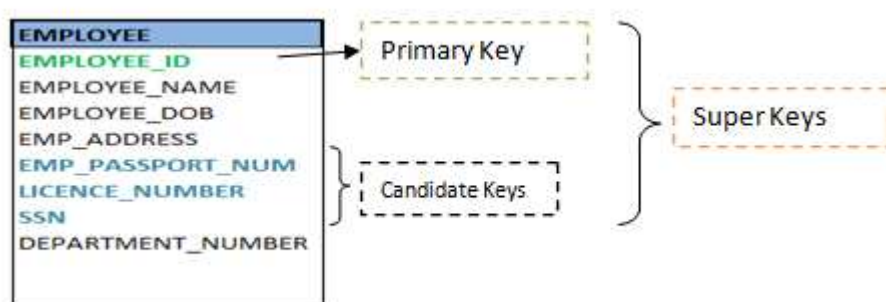 EMPLOYEE
EMPLOYEE_ID
EMPLOYEE_NAME
EMPLOYEE_DOB
EMP_ADDRESS
EMP_PASSPORT_NUM
LICENCE_NUMBER
SSN
DEPARTMENT_NUMBER
Primary Key
Candidate Keys
Super Keys